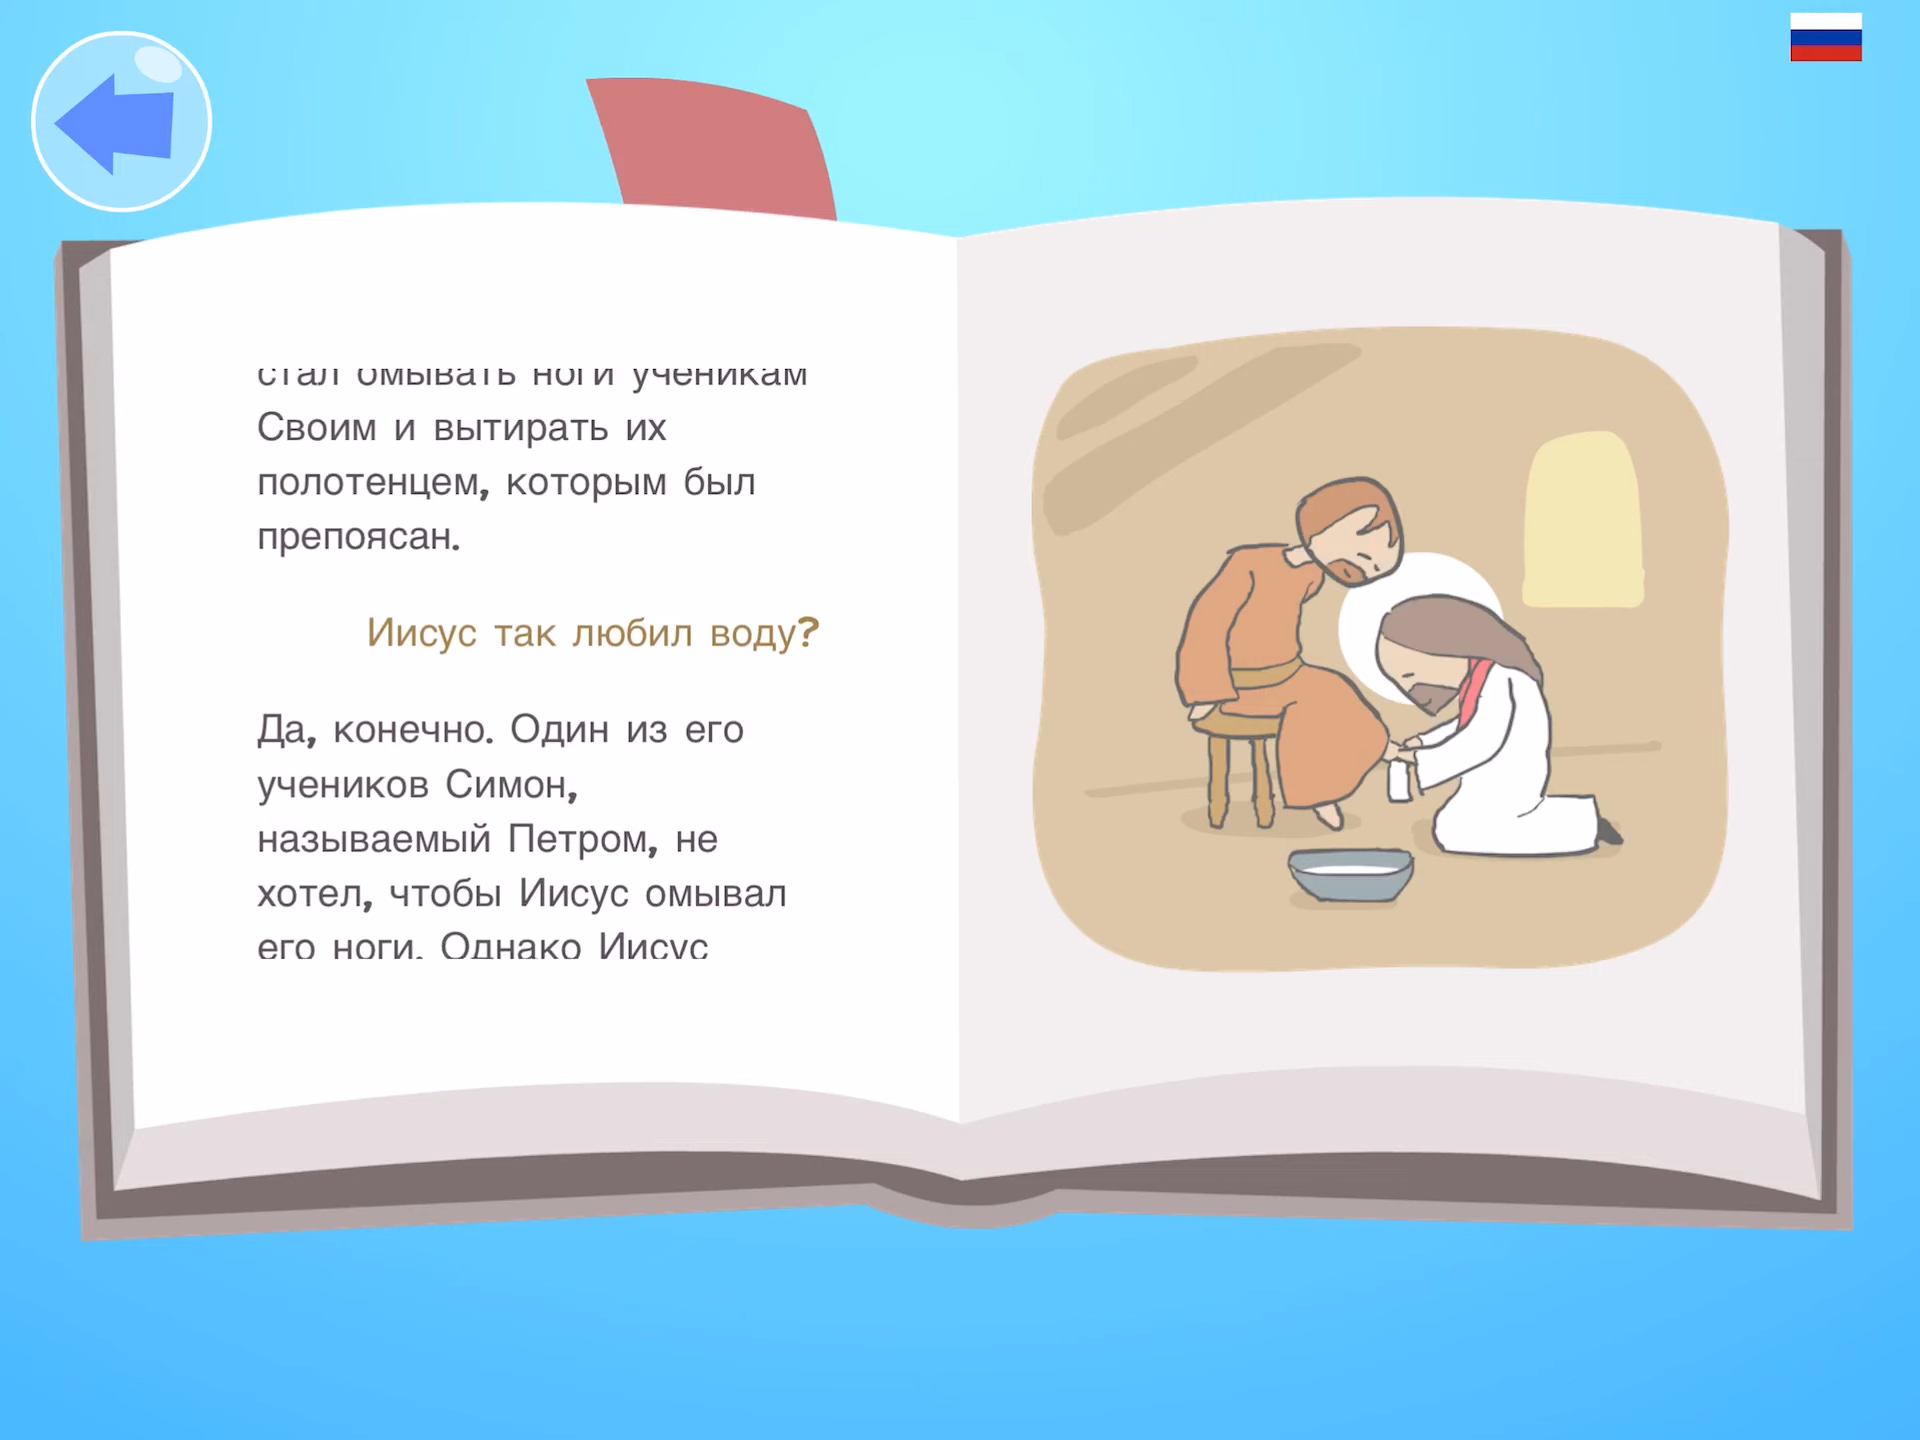 стал омывать ноги ученикам
Своим и вытирать их
полотенцем, которым был
препоясан.
Иисус так любил воду?
Да, конечно. Один из его
учеников Симон,
называемый Петром, не
хотел, чтобы Иисус омывал
его ноги. Однако Иисус